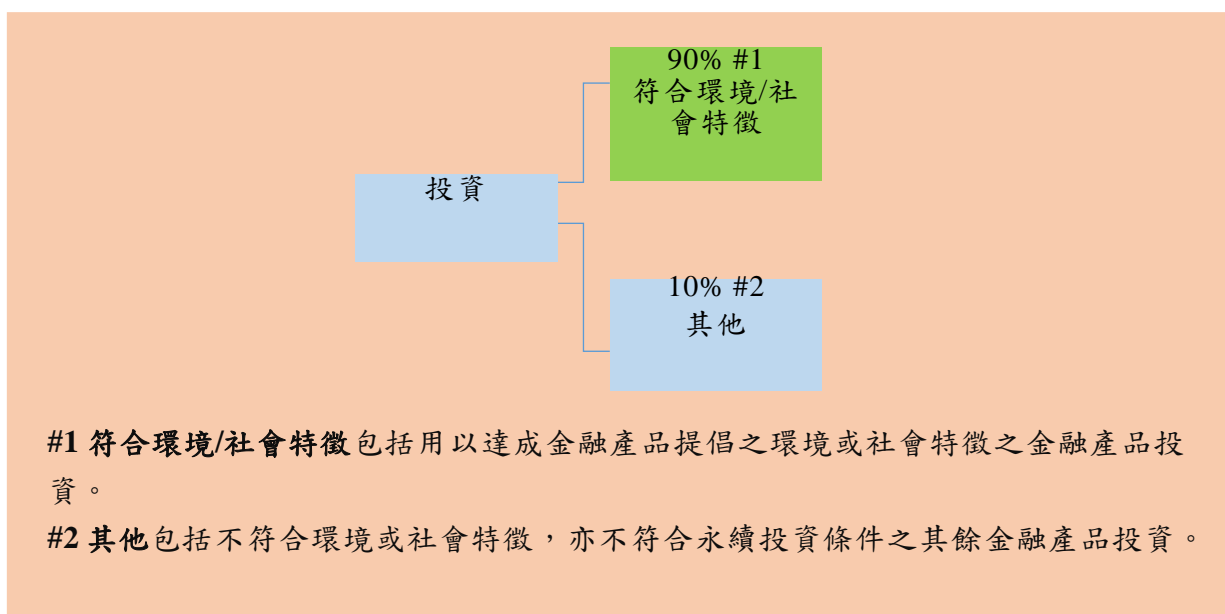 90% #1
符合環境/社
會特徵
投資
10% #2
其他
#1 符合環境/社會特徵包括用以達成金融產品提倡之環境或社會特徵之金融產品投
資。
#2 其他包括不符合環境或社會特徵，亦不符合永續投資條件之其餘金融產品投資。